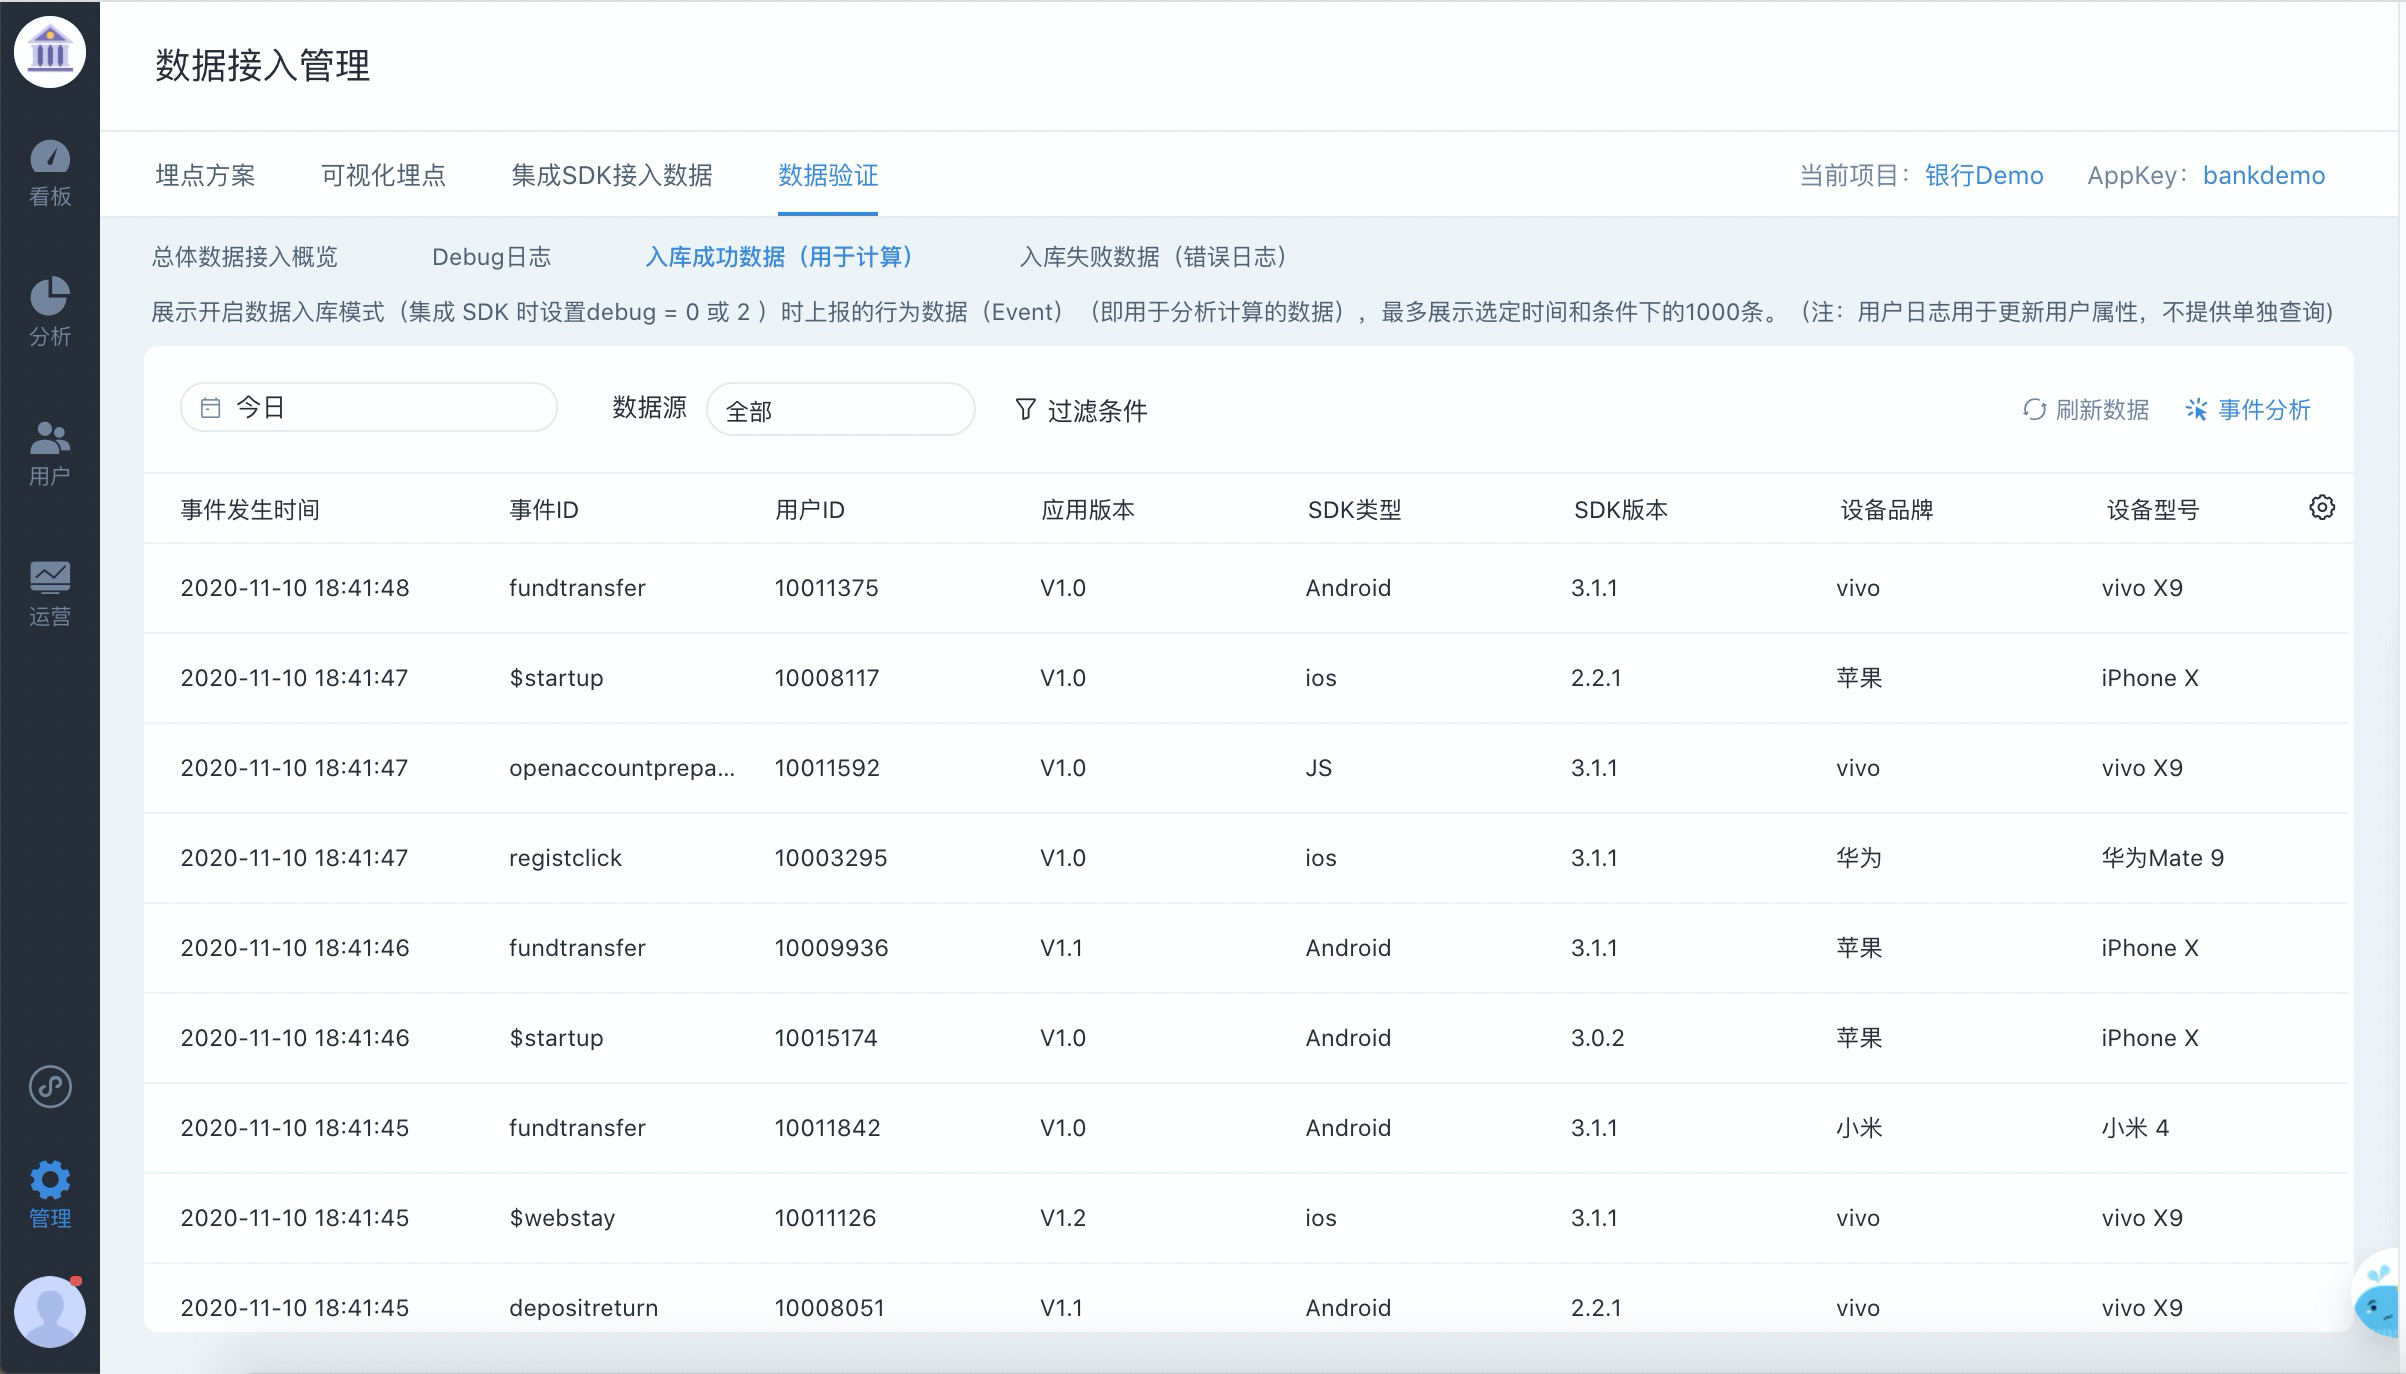 数据接入管理
埋点方案 可视化埋点 集成SDK接入数据 数据验证 当前项目： 银行Demo AppKey： bankdemo
总体数据接入概览 Debug日志 入库成功数据（用于计算） 入库失败数据（错误日志）
展示开启数据入库模式（集成 SDK 时设置debug = 0 或 2 ）时上报的行为数据（Event）（即用于分析计算的数据），最多展示选定时间和条件下的1000条。（注：用户日志用于更新用户属性，不提供单独查询)
今日 数据源 全部 过滤条件 刷新数据 事件分析
事件发生时间 事件ID 用户ID 应用版本 SDK类型 SDK版本 设备品牌 设备型号
2020-11-10 18:41:48 fundtransfer 10011375 V1.0 Android 3.1.1 vivo vivo X9
2020-11-10 18:41:47 $startup 10008117 V1.0 ios 2.2.1 苹果 iPhone X
2020-11-10 18:41:47 openaccountprepa... 10011592 V1.0 JS 3.1.1 vivo vivo X9
2020-11-10 18:41:47 registclick 10003295 V1.0 ios 3.1.1 华为 华为Mate 9
2020-11-10 18:41:46 fundtransfer 10009936 V1.1 Android 3.1.1 苹果 iPhone X
2020-11-10 18:41:46 $startup 10015174 V1.0 Android 3.0.2 苹果 iPhone X
2020-11-10 18:41:45 fundtransfer 10011842 V1.0 Android 3.1.1 小米 小米 4
2020-11-10 18:41:45 $webstay 10011126 V1.2 ios 3.1.1 vivo vivo X9
2020-11-10 18:41:45 depositreturn 10008051 V1.1 Android 2.2.1 vivo vivo X9
看板
分析
用户
运营
管理